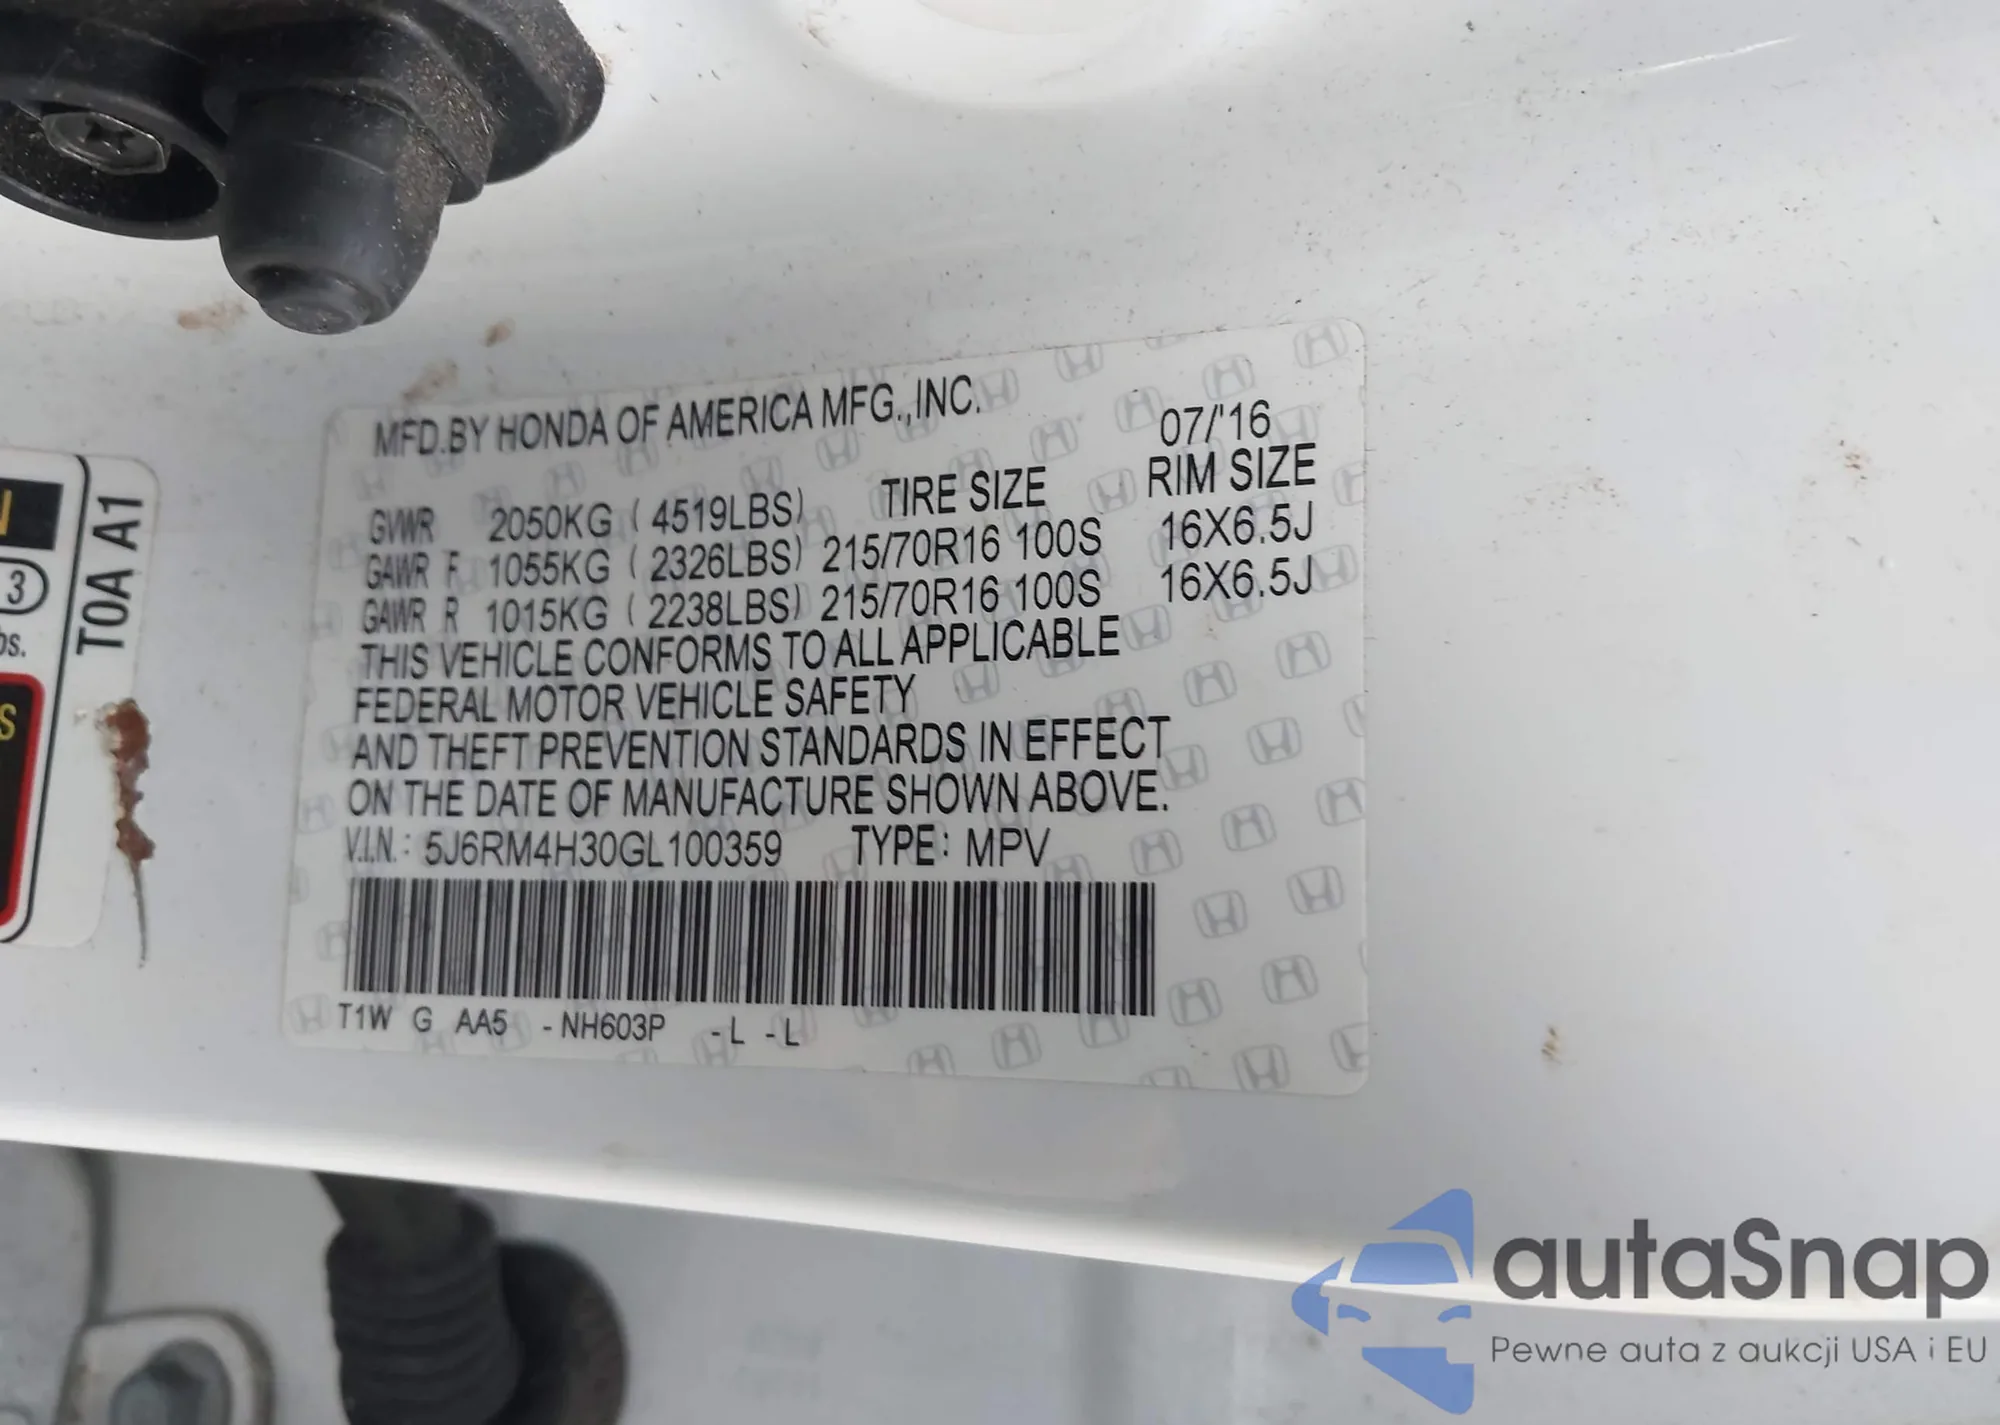 MFD.BY HONDA OF AMERICA MFG.,INC. 07/'16
TIRE SIZE RIM SIZE
GVWR 2050KG ( 4519LBS)
GAWR F 1055KG ( 2326LBS) 215/70R16 100S 16X6.5J
GAWR R 1015KG ( 2238LBS) 215/70R16 100S 16X6.5J
THIS VEHICLE CONFORMS TO ALL APPLICABLE
FEDERAL MOTOR VEHICLE SAFETY
AND THEFT PREVENTION STANDARDS IN EFFECT
ON THE DATE OF MANUFACTURE SHOWN ABOVE.
V.I.N.: 5J6RM4H30GL100359 TYPE: MPV
T1W G AA5 -NH603P -L -L
T0A A1
3
autaSnap
Pewne auta z aukcji USA i EU